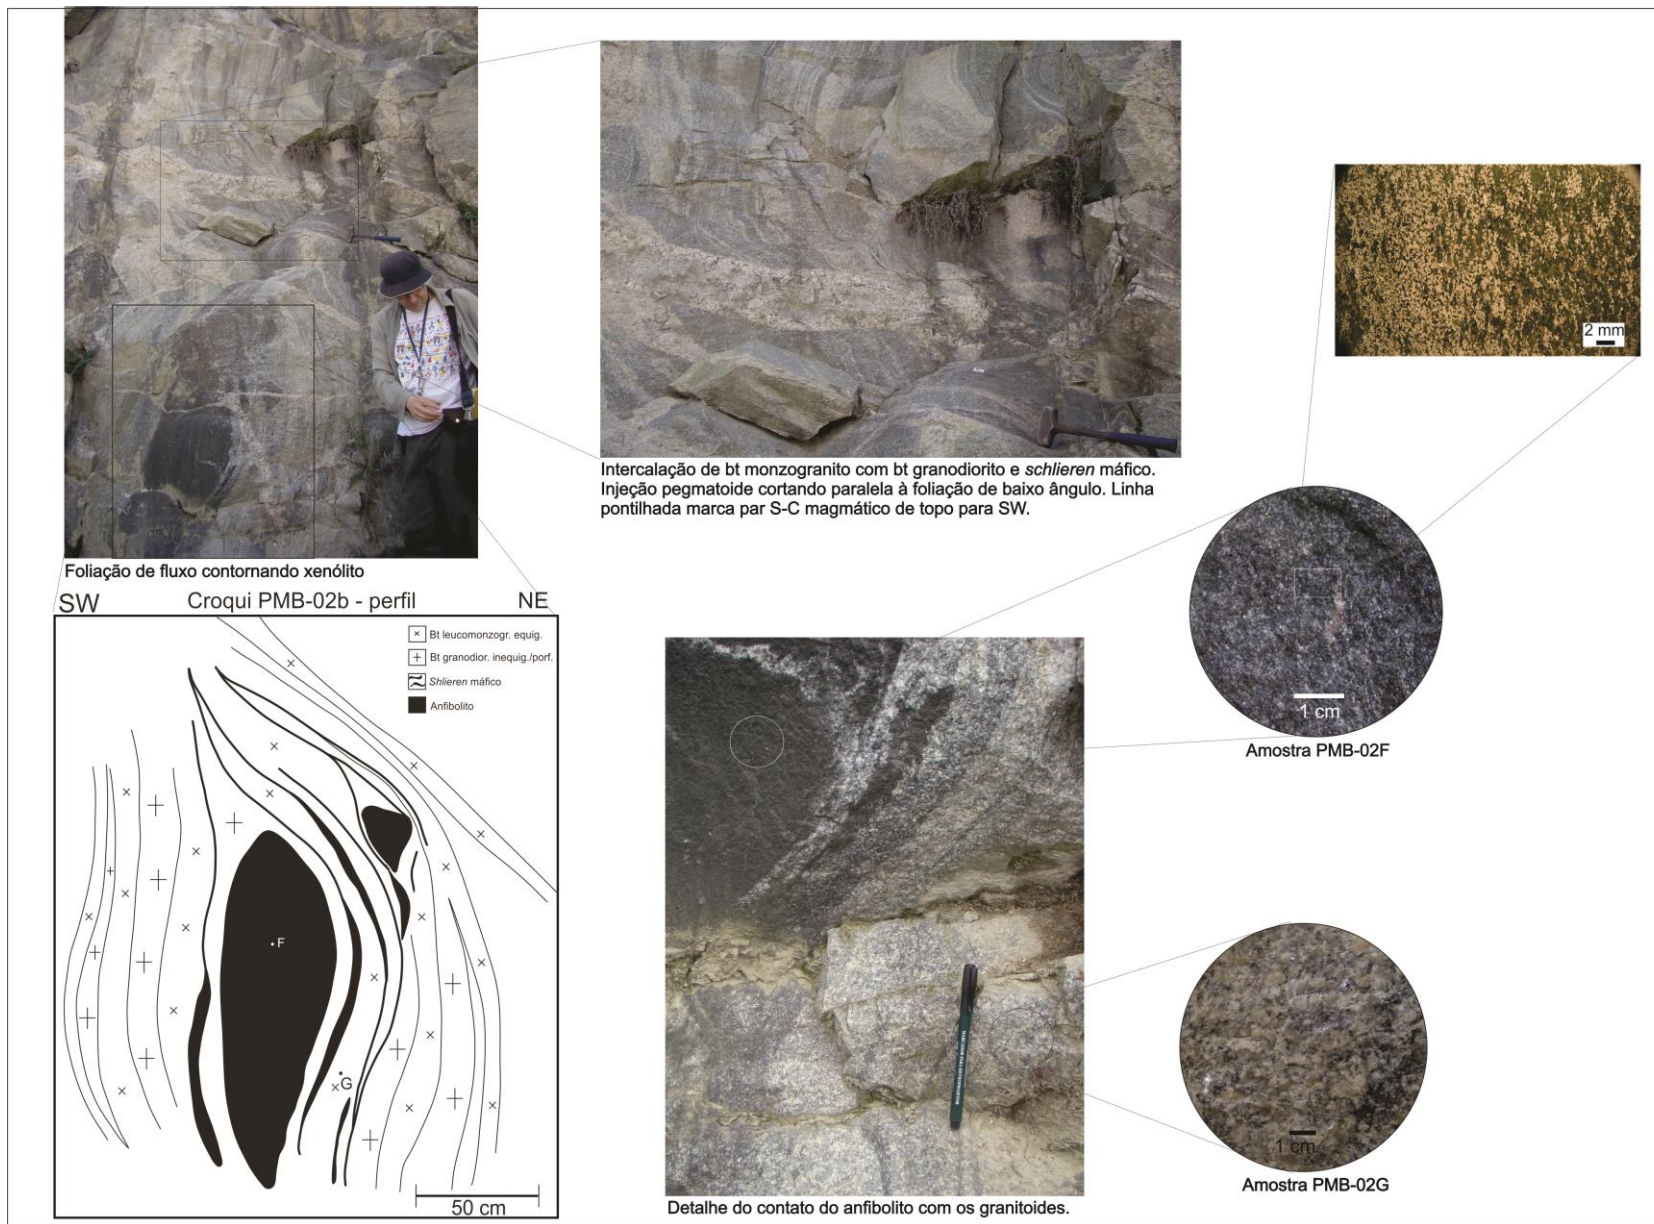 2 mm
Intercalação de bt monzogranito com bt granodiorito e schlieren máfico.
Injeção pegmatoide cortando paralela à foliação de baixo ângulo. Linha
pontilhada marca par S-C magmático de topo para SW.
Foliação de fluxo contornando xenólito
SW Croqui PMB-02b - perfil NE
Bt leucomonzogr. equig.
Bt granodior. inequig./porf.
Shlieren máfico
Anfibolito
F
G
50 cm
1 cm
Amostra PMB-02F
1 cm
Amostra PMB-02G
Detalhe do contato do anfibolito com os granitoides.